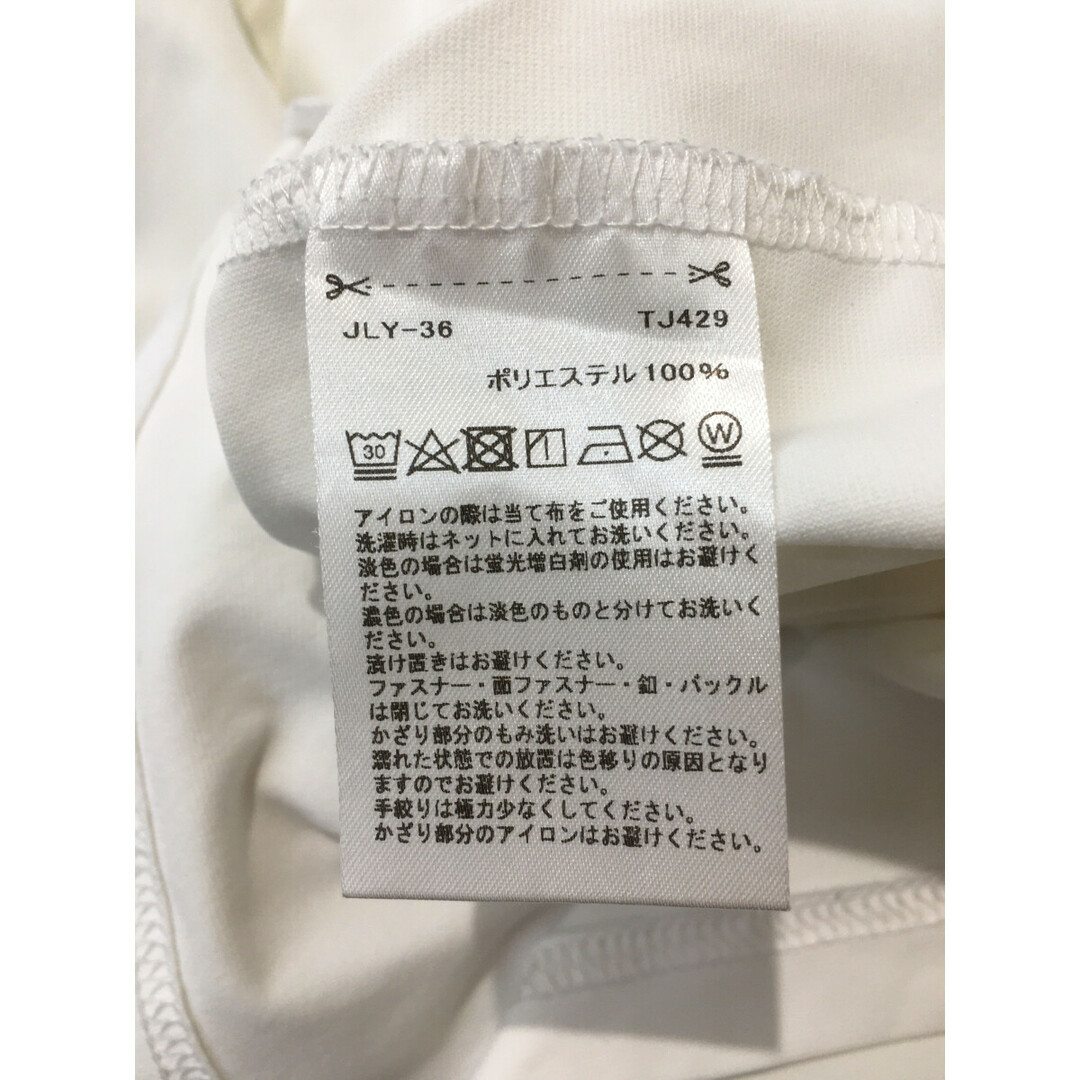 JLY-36 TJ429
ポリエステル 100%
30 W
アイロンの際は当て布をご使用ください。
洗濯時はネットに入れてお洗いください。
淡色の場合は蛍光増白剤の使用はお避けく
ださい。
濃色の場合は淡色のものと分けてお洗いく
ださい。
漬け置きはお避けください。
ファスナー・面ファスナー・釦・バックル
は閉じてお洗いください。
かざり部分のもみ洗いはお避けください。
濡れた状態での放置は色移りの原因となり
ますのでお避けください。
手絞りは極力少なくしてください。
かざり部分のアイロンはお避けください。